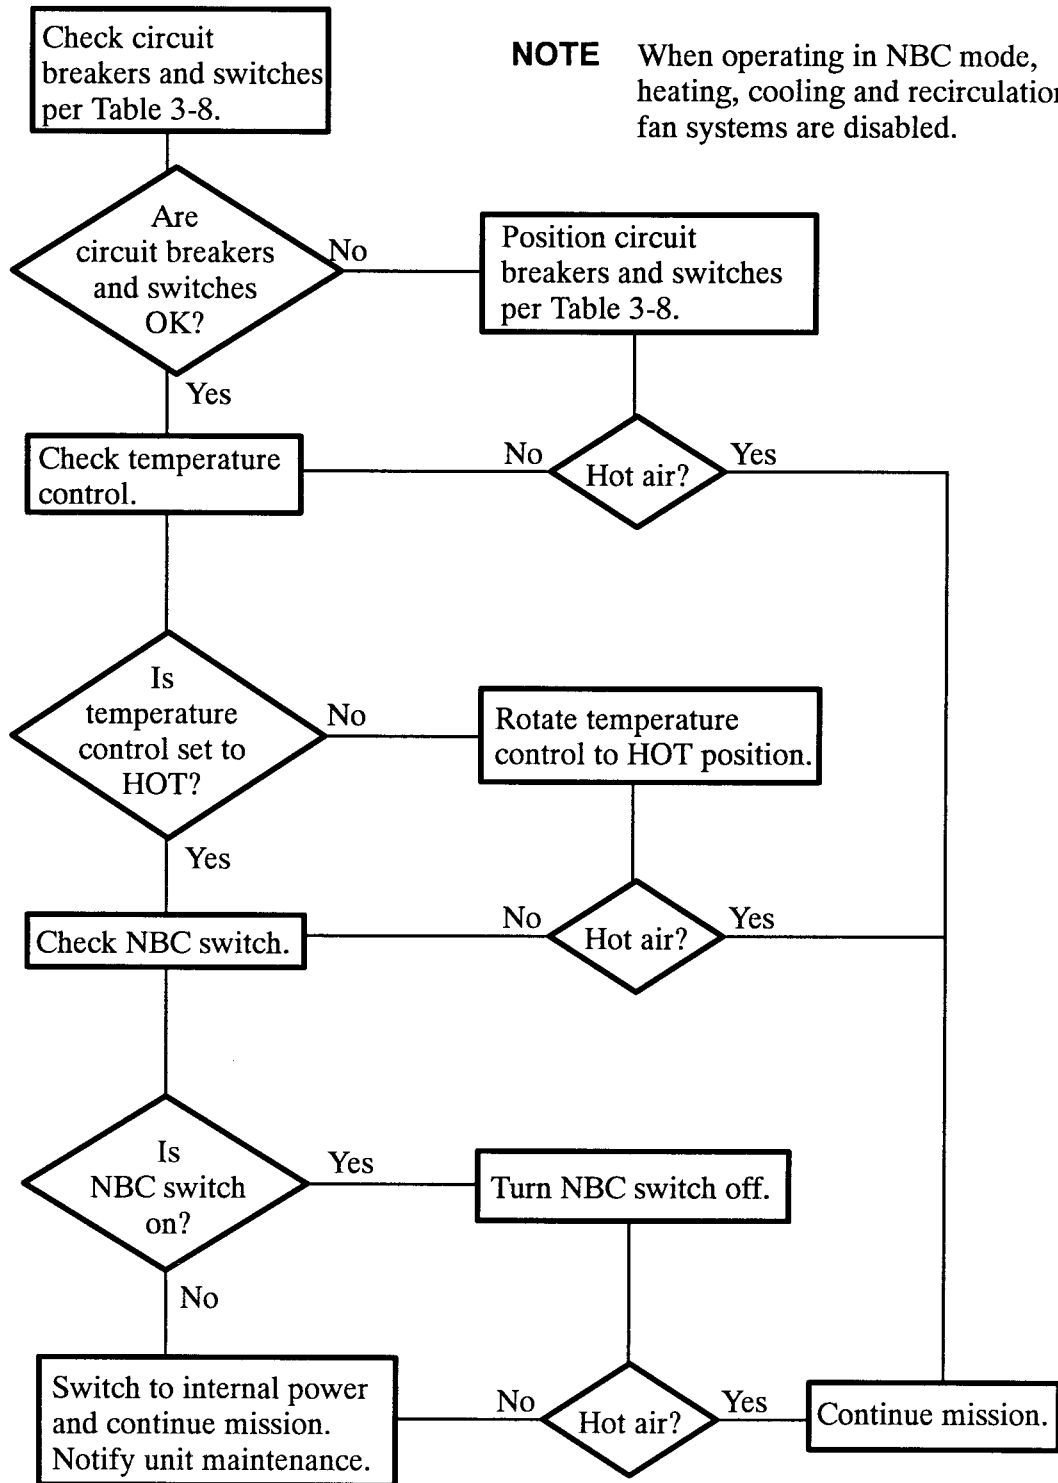 Check circuit
breakers and switches
per Table 3-8.
NOTE When operating in NBC mode,
heating, cooling and recirculation
fan systems are disabled.
Are
circuit breakers
and switches
OK?
No
Position circuit
breakers and switches
per Table 3-8.
Yes
Check temperature
control.
No
Hot air?
Yes
Is
temperature
control set to
HOT?
No
Rotate temperature
control to HOT position.
Yes
Check NBC switch.
No
Hot air?
Yes
Is
NBC switch
on?
Yes
Turn NBC switch off.
No
Switch to internal power
and continue mission.
Notify unit maintenance.
No
Hot air?
Yes
Continue mission.